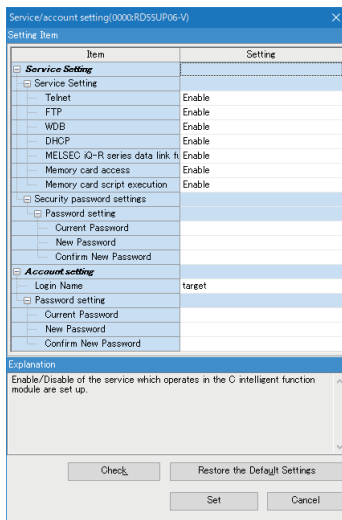 Service/account setting(0000:RD55UP06-V)
Setting Item
Item Setting
Service Setting
Service Setting
Telnet Enable
FTP Enable
WDB Enable
DHCP Enable
MELSEC iQ-R series data link fu Enable
Memory card access Enable
Memory card script execution Enable
Security password settings
Password setting
Current Password
New Password
Confirm New Password
Account setting
Login Name target
Password setting
Current Password
New Password
Confirm New Password
Explanation
Enable/Disable of the service which operates in the C intelligent function
module are set up.
Check Restore the Default Settings
Set Cancel